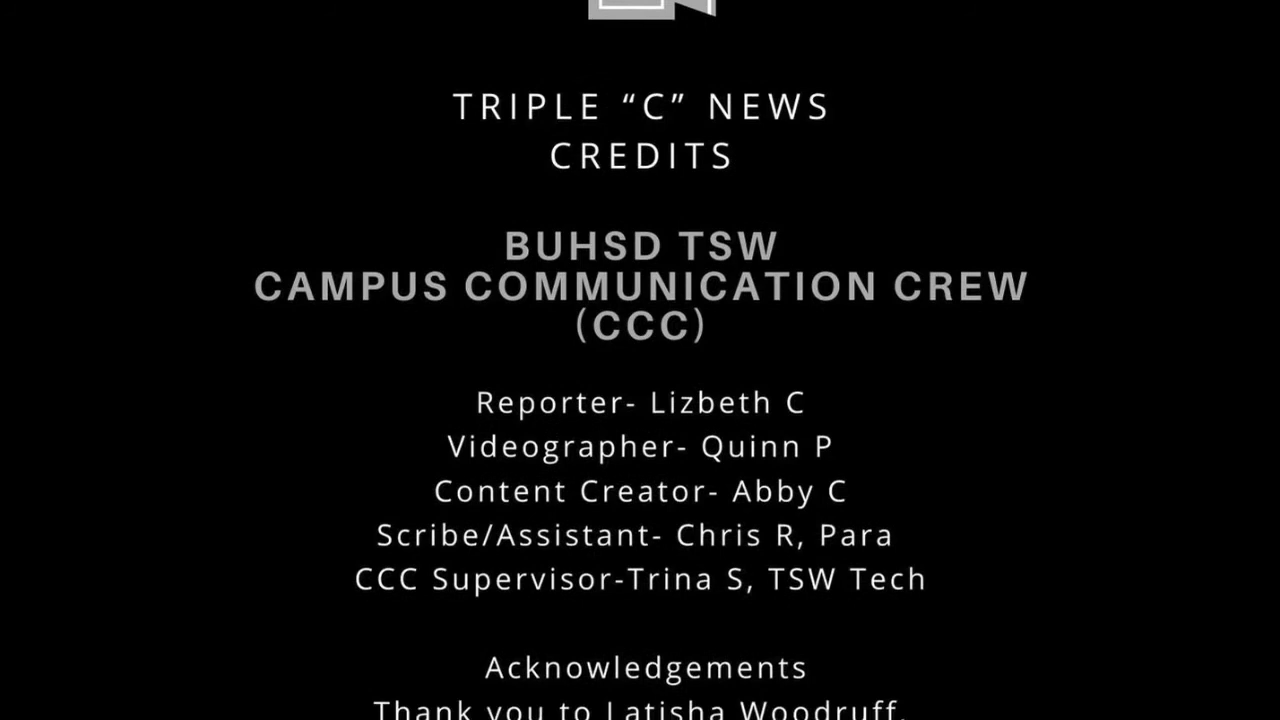 TRIPLE “C” NEWS
CREDITS
BUHSD TSW
CAMPUS COMMUNICATION CREW
(CCC)
Reporter- Lizbeth C
Videographer- Quinn P
Content Creator- Abby C
Scribe/Assistant- Chris R, Para
CCC Supervisor-Trina S, TSW Tech
Acknowledgements
Thank you to Latisha Woodruff,